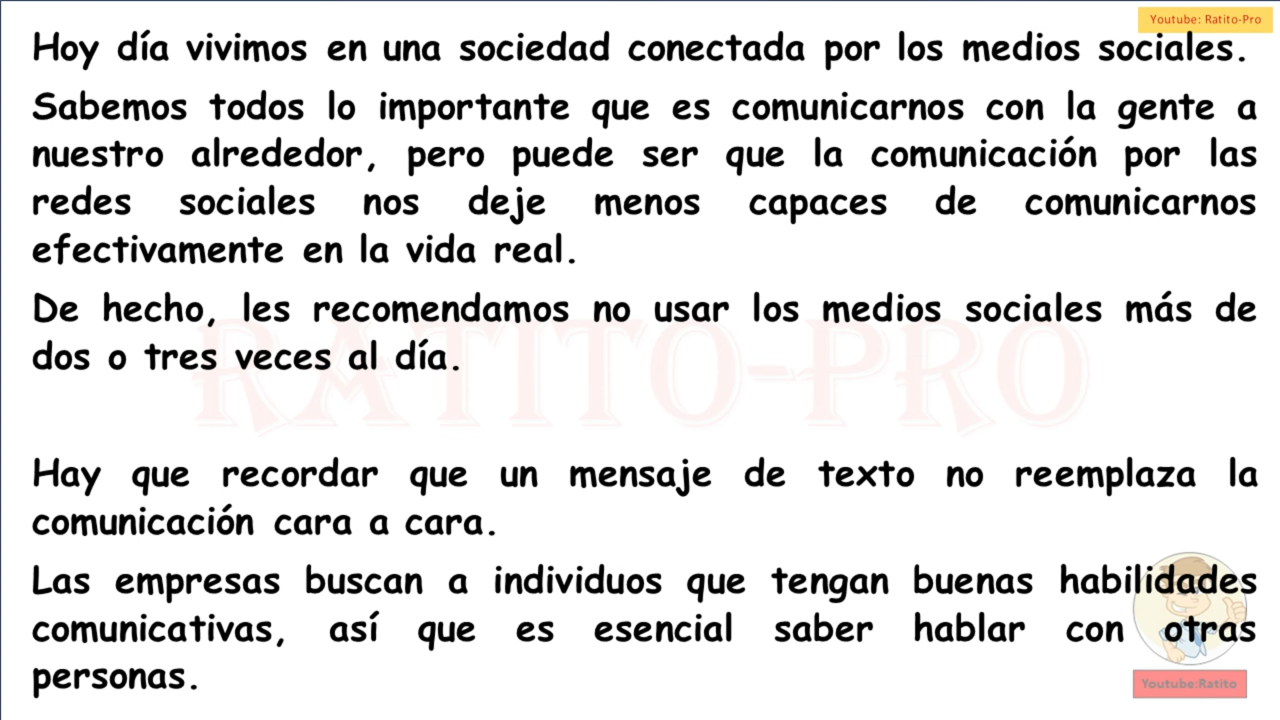 Youtube: Ratito-Pro
Hoy día vivimos en una sociedad conectada por los medios sociales.
Sabemos todos lo importante que es comunicarnos con la gente a
nuestro alrededor, pero puede ser que la comunicación por las
redes sociales nos deje menos capaces de comunicarnos
efectivamente en la vida real.
De hecho, les recomendamos no usar los medios sociales más de
dos o tres veces al día.
RATITO-PRO
Hay que recordar que un mensaje de texto no reemplaza la
comunicación cara a cara.
Las empresas buscan a individuos que tengan buenas habilidades
comunicativas, así que es esencial saber hablar con otras
personas.
Youtube:Ratito